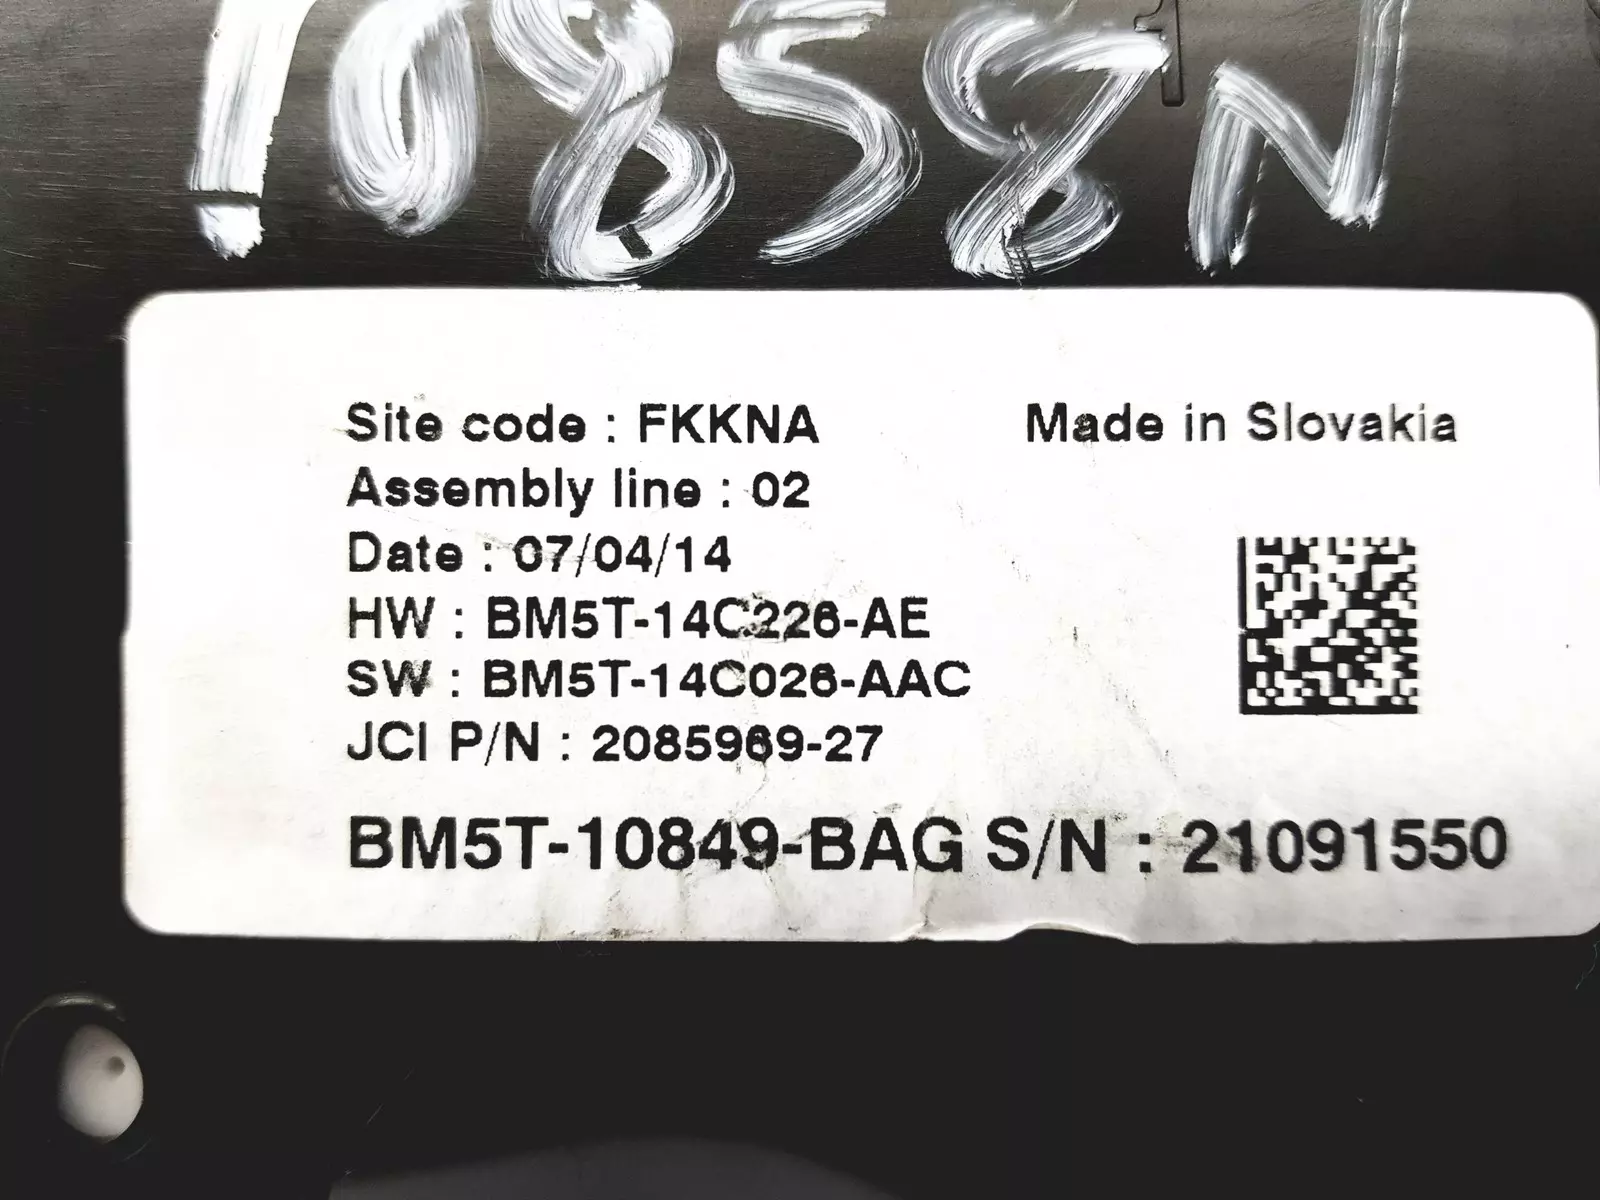 10858N
Site code : FKKNA
Made in Slovakia
Assembly line : 02
Date : 07/04/14
HW : BM5T-14C226-AE
SW : BM5T-14C026-AAC
JCI P/N : 2085969-27
BM5T-10849-BAG S/N : 21091550